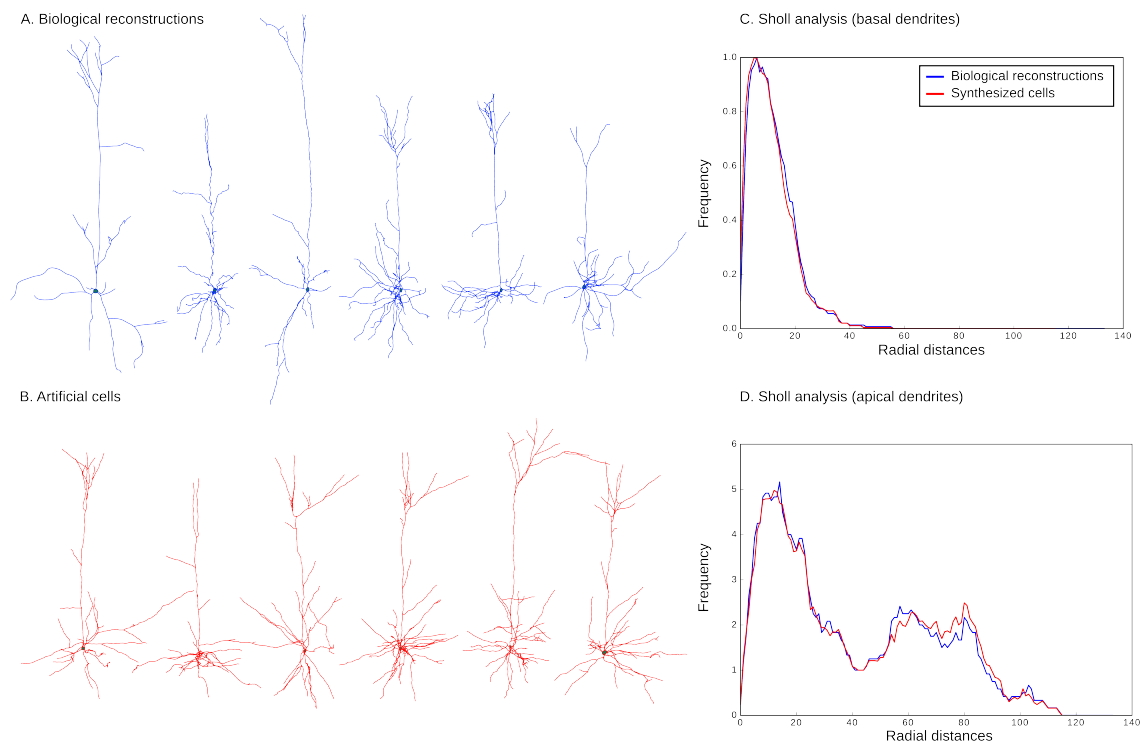 A. Biological reconstructions
B. Artificial cells
C. Sholl analysis (basal dendrites)
1.0
0.8
0.6
0.4
0.2
0.0
Frequency
Biological reconstructions
Synthesized cells
0 20 40 60 80 100 120 140
Radial distances
D. Sholl analysis (apical dendrites)
6
5
4
3
2
1
0
Frequency
0 20 40 60 80 100 120 140
Radial distances